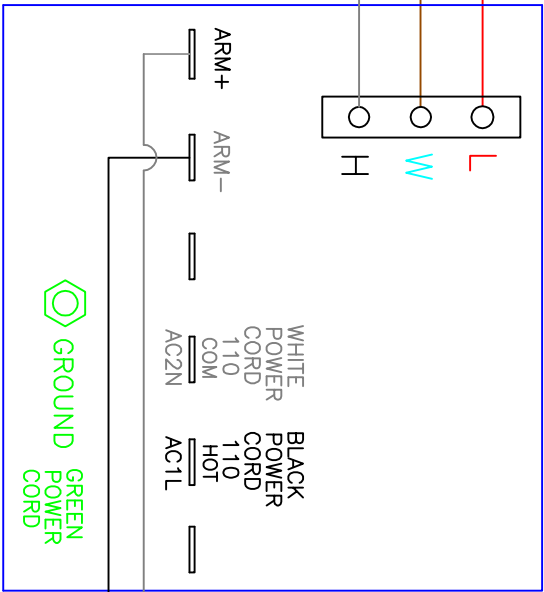 L
W
H
ARM+
ARM-
WHITE
POWER
CORD
110
COM
AC2N
BLACK
POWER
CORD
110
HOT
AC1L
GROUND
GREEN
POWER
CORD